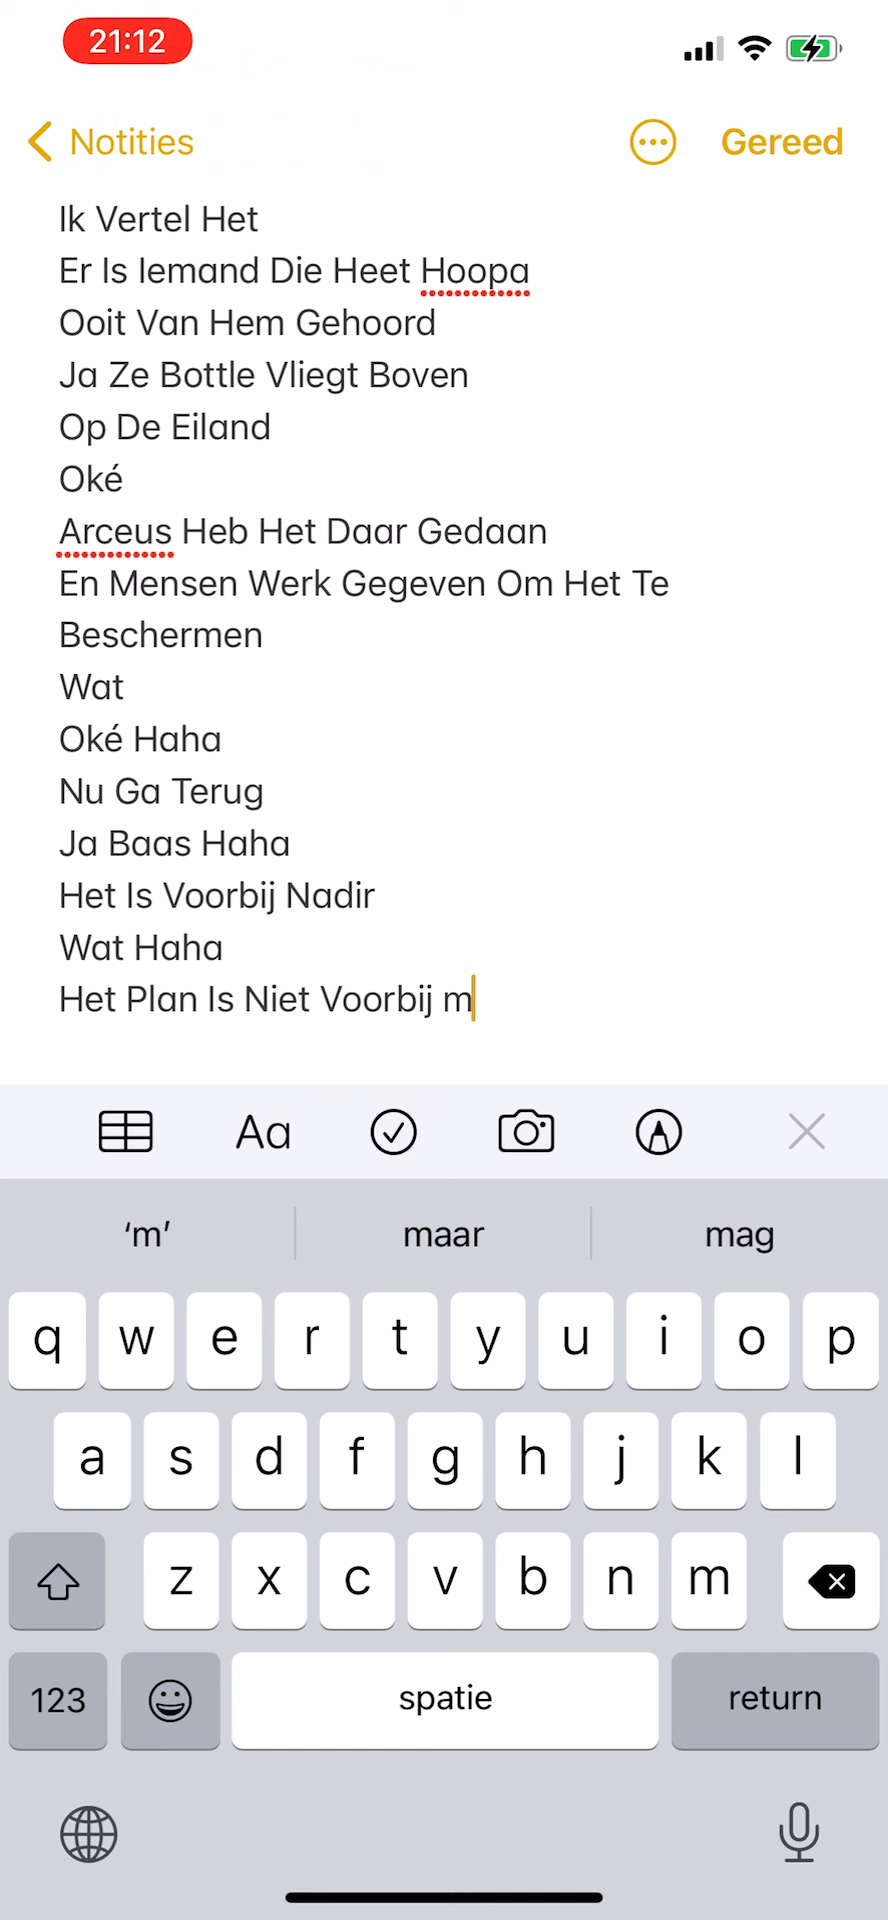 21:12
Notities
Gereed
Ik Vertel Het
Er Is Iemand Die Heet Hoopa
Ooit Van Hem Gehoord
Ja Ze Bottle Vliegt Boven
Op De Eiland
Oké
Arceus Heb Het Daar Gedaan
En Mensen Werk Gegeven Om Het Te
Beschermen
Wat
Oké Haha
Nu Ga Terug
Ja Baas Haha
Het Is Voorbij Nadir
Wat Haha
Het Plan Is Niet Voorbij m
Aa
‘m’ maar mag
q w e r t y u i o p
a s d f g h j k l
z x c v b n m
123 spatie return